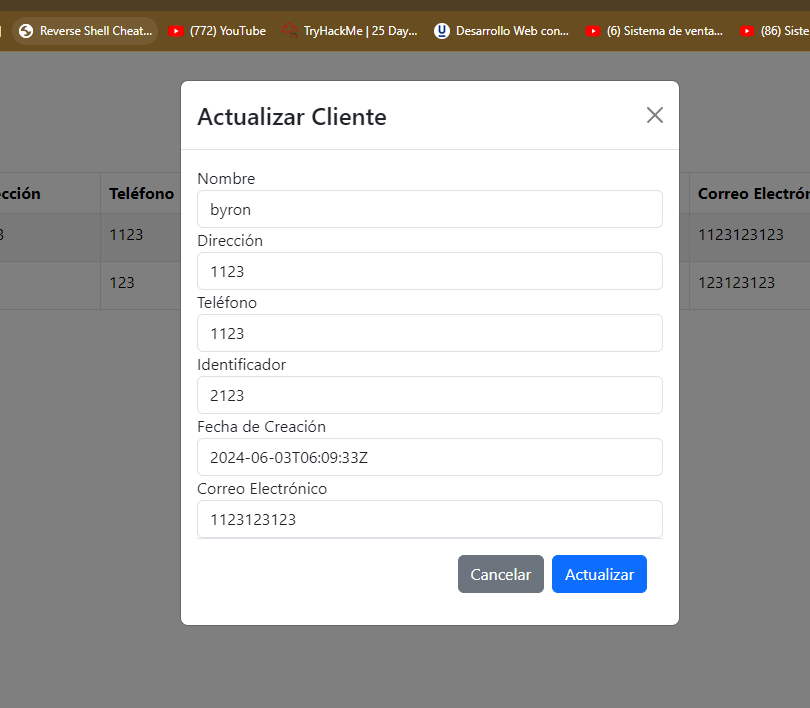 Reverse Shell Cheat...
(772) YouTube
TryHackMe | 25 Day...
Desarrollo Web con...
(6) Sistema de venta...
(86) Siste
Actualizar Cliente
cción
Teléfono
Correo Electrón
3
1123
1123123123
123
123123123
Nombre
byron
Dirección
1123
Teléfono
1123
Identificador
2123
Fecha de Creación
2024-06-03T06:09:33Z
Correo Electrónico
1123123123
Cancelar
Actualizar